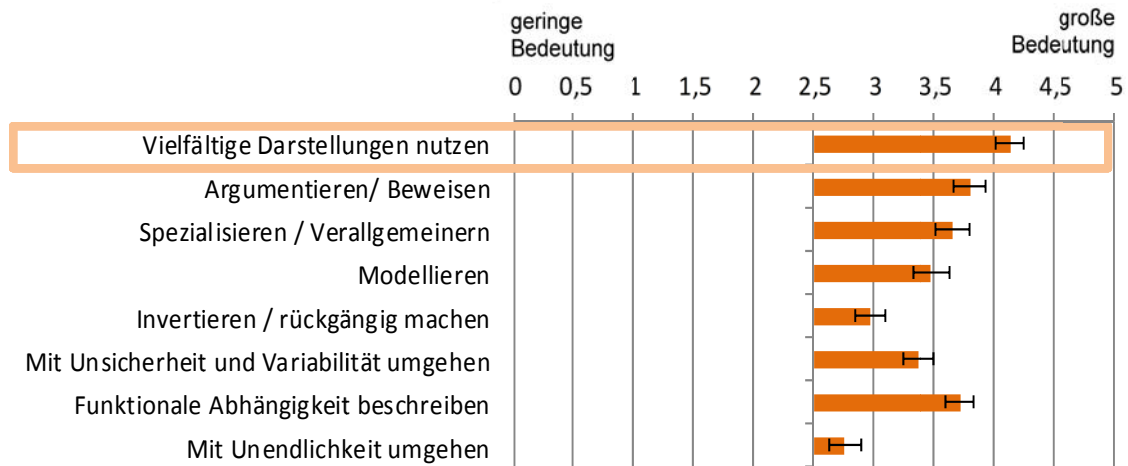 geringe
Bedeutung
große
Bedeutung
0 0,5 1 1,5 2 2,5 3 3,5 4 4,5 5
Vielfältige Darstellungen nutzen
Argumentieren/ Beweisen
Spezialisieren / Verallgemeinern
Modellieren
Invertieren / rückgängig machen
Mit Unsicherheit und Variabilität umgehen
Funktionale Abhängigkeit beschreiben
Mit Unendlichkeit umgehen